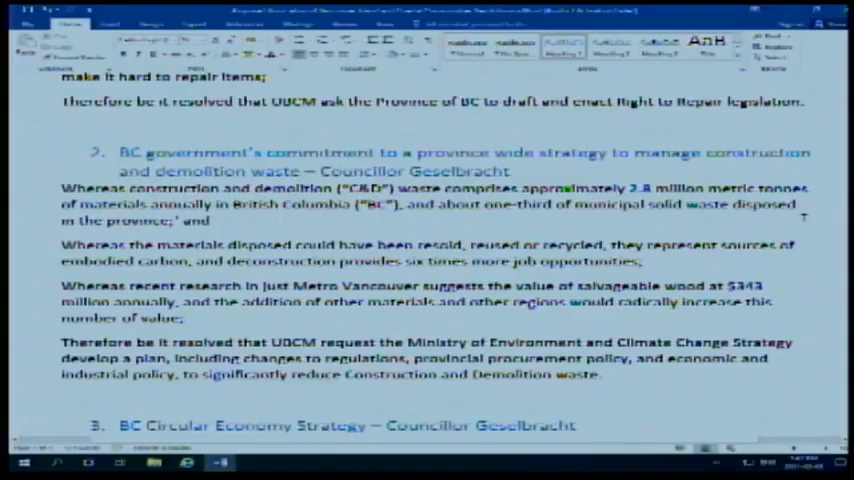 make it hard to repair items;
Therefore be it resolved that UBCM ask the Province of BC to draft and enact Right to Repair legislation.
2. BC government's commitment to a province wide strategy to manage construction
and demolition waste – Councillor Geselbracht
Whereas construction and demolition ("C&D") waste comprises approximately 2.8 million metric tonnes
of materials annually in British Columbia ("BC"), and about one-third of municipal solid waste disposed
in the province; and
Whereas the materials disposed could have been resold, reused or recycled, they represent sources of
embodied carbon, and deconstruction provides six times more job opportunities;
Whereas recent research in just Metro Vancouver suggests the value of salvageable wood at $343
million annually, and the addition of other materials and other regions would radically increase this
number of value;
Therefore be it resolved that UBCM request the Ministry of Environment and Climate Change Strategy
develop a plan, including changes to regulations, provincial procurement policy, and economic and
industrial policy, to significantly reduce Construction and Demolition waste.
3. BC Circular Economy Strategy – Councillor Geselbracht